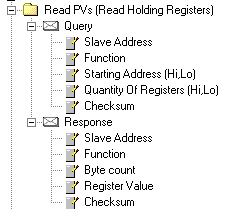 Read PVs (Read Holding Registers)
Query
Slave Address
Function
Starting Address (Hi,Lo)
Quantity Of Registers (Hi,Lo)
Checksum
Response
Slave Address
Function
Byte count
Register Value
Checksum